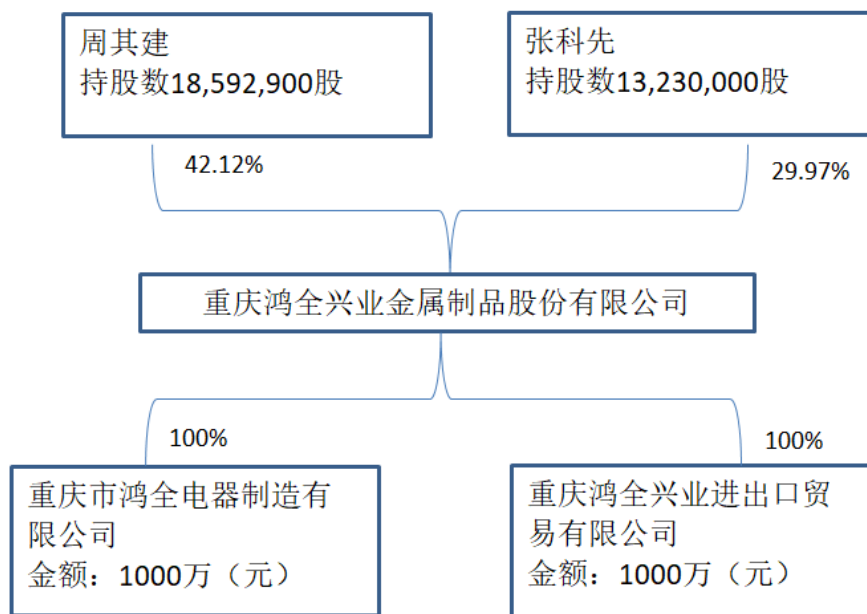 周其建
持股数18,592,900股
张科先
持股数13,230,000股
42.12%
29.97%
重庆鸿全兴业金属制品股份有限公司
100%
100%
重庆市鸿全电器制造有
限公司
金额：1000万（元）
重庆鸿全兴业进出口贸
易有限公司
金额：1000万（元）